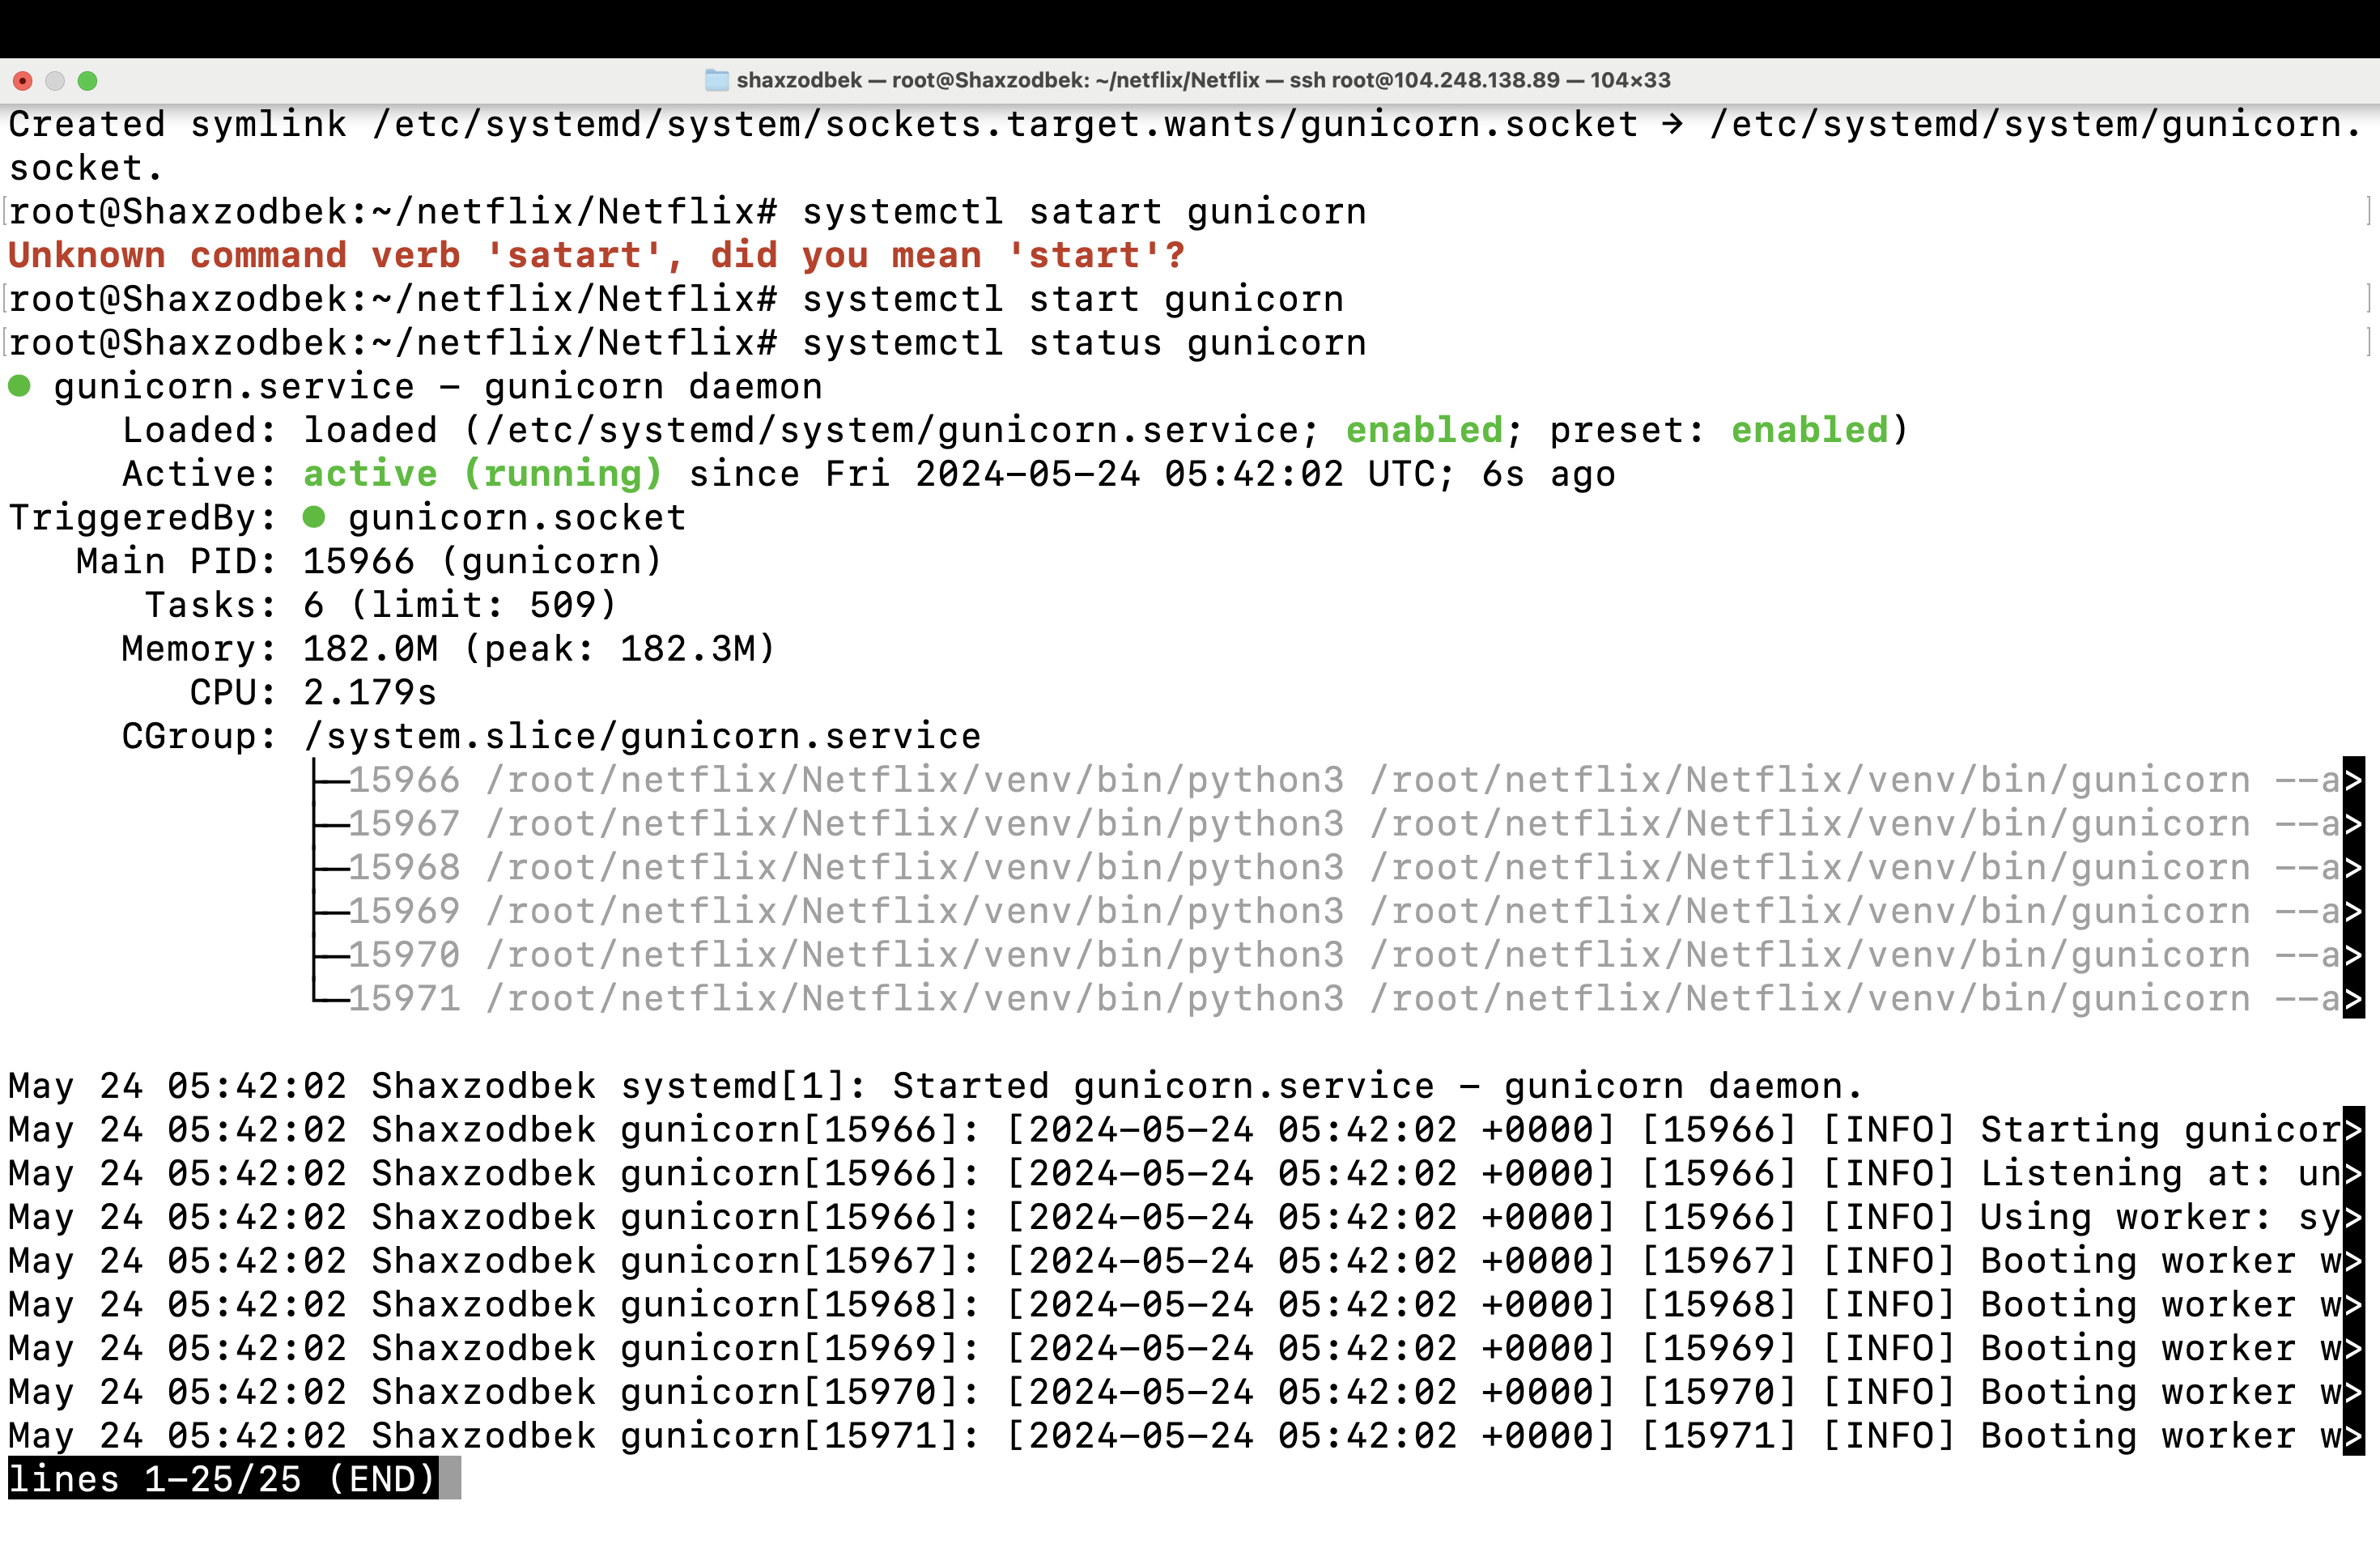 shaxzodbek — root@Shaxzodbek: ~/netflix/Netflix — ssh root@104.248.138.89 — 104×33
Created symlink /etc/systemd/system/sockets.target.wants/gunicorn.socket → /etc/systemd/system/gunicorn.
socket.
[root@Shaxzodbek:~/netflix/Netflix# systemctl satart gunicorn ]
Unknown command verb 'satart', did you mean 'start'?
[root@Shaxzodbek:~/netflix/Netflix# systemctl start gunicorn ]
[root@Shaxzodbek:~/netflix/Netflix# systemctl status gunicorn ]
● gunicorn.service - gunicorn daemon
Loaded: loaded (/etc/systemd/system/gunicorn.service; enabled; preset: enabled)
Active: active (running) since Fri 2024-05-24 05:42:02 UTC; 6s ago
TriggeredBy: ● gunicorn.socket
Main PID: 15966 (gunicorn)
Tasks: 6 (limit: 509)
Memory: 182.0M (peak: 182.3M)
CPU: 2.179s
CGroup: /system.slice/gunicorn.service
├─15966 /root/netflix/Netflix/venv/bin/python3 /root/netflix/Netflix/venv/bin/gunicorn --a>
├─15967 /root/netflix/Netflix/venv/bin/python3 /root/netflix/Netflix/venv/bin/gunicorn --a>
├─15968 /root/netflix/Netflix/venv/bin/python3 /root/netflix/Netflix/venv/bin/gunicorn --a>
├─15969 /root/netflix/Netflix/venv/bin/python3 /root/netflix/Netflix/venv/bin/gunicorn --a>
├─15970 /root/netflix/Netflix/venv/bin/python3 /root/netflix/Netflix/venv/bin/gunicorn --a>
└─15971 /root/netflix/Netflix/venv/bin/python3 /root/netflix/Netflix/venv/bin/gunicorn --a>
May 24 05:42:02 Shaxzodbek systemd[1]: Started gunicorn.service - gunicorn daemon.
May 24 05:42:02 Shaxzodbek gunicorn[15966]: [2024-05-24 05:42:02 +0000] [15966] [INFO] Starting gunicor>
May 24 05:42:02 Shaxzodbek gunicorn[15966]: [2024-05-24 05:42:02 +0000] [15966] [INFO] Listening at: un>
May 24 05:42:02 Shaxzodbek gunicorn[15966]: [2024-05-24 05:42:02 +0000] [15966] [INFO] Using worker: sy>
May 24 05:42:02 Shaxzodbek gunicorn[15967]: [2024-05-24 05:42:02 +0000] [15967] [INFO] Booting worker w>
May 24 05:42:02 Shaxzodbek gunicorn[15968]: [2024-05-24 05:42:02 +0000] [15968] [INFO] Booting worker w>
May 24 05:42:02 Shaxzodbek gunicorn[15969]: [2024-05-24 05:42:02 +0000] [15969] [INFO] Booting worker w>
May 24 05:42:02 Shaxzodbek gunicorn[15970]: [2024-05-24 05:42:02 +0000] [15970] [INFO] Booting worker w>
May 24 05:42:02 Shaxzodbek gunicorn[15971]: [2024-05-24 05:42:02 +0000] [15971] [INFO] Booting worker w>
lines 1-25/25 (END)